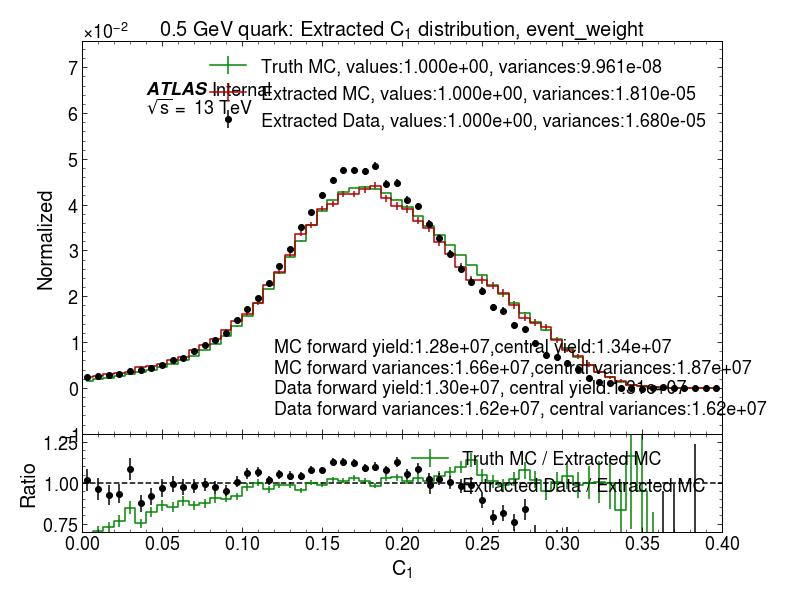 ×10⁻² 0.5 GeV quark: Extracted C₁ distribution, event_weight
Truth MC, values:1.000e+00, variances:9.961e-08
ATLAS Internal
Extracted MC, values:1.000e+00, variances:1.810e-05
√s = 13 TeV
Extracted Data, values:1.000e+00, variances:1.680e-05
7
6
5
4
3
2
1
0
Normalized
MC forward yield:1.28e+07,central yield:1.34e+07
MC forward variances:1.66e+07,central variances:1.87e+07
Data forward yield:1.30e+07, central yield:1.31e+07
Data forward variances:1.62e+07, central variances:1.62e+07
1
1.25
1.00
0.75
Ratio
Truth MC / Extracted MC
Extracted Data / Extracted MC
0.00 0.05 0.10 0.15 0.20 0.25 0.30 0.35 0.40
C₁